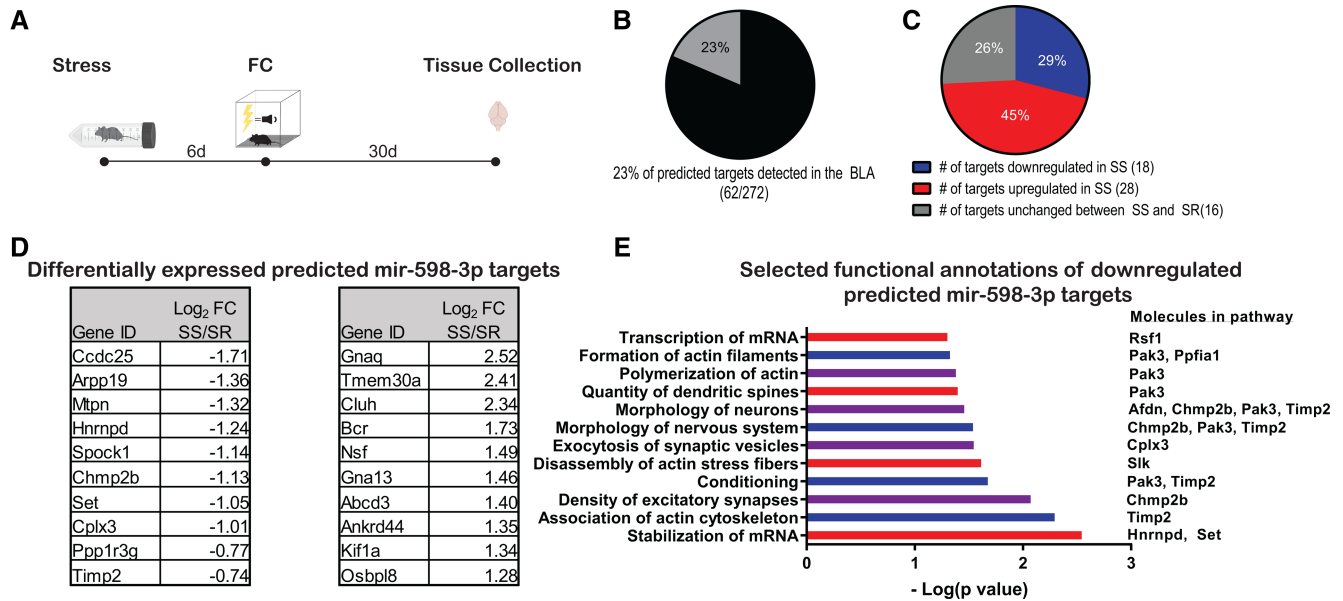 A
Stress
FC
Tissue Collection
6d
30d
B
23%
23% of predicted targets detected in the BLA
(62/272)
C
26%
29%
45%
# of targets downregulated in SS (18)
# of targets upregulated in SS (28)
# of targets unchanged between SS and SR(16)
D
Differentially expressed predicted mir-598-3p targets
Gene ID Log2 FC SS/SR
Ccdc25 -1.71
Arpp19 -1.36
Mtpn -1.32
Hnrnpd -1.24
Spock1 -1.14
Chmp2b -1.13
Set -1.05
Cplx3 -1.01
Ppp1r3g -0.77
Timp2 -0.74
Gene ID Log2 FC SS/SR
Gnaq 2.52
Tmem30a 2.41
Cluh 2.34
Bcr 1.73
Nsf 1.49
Gna13 1.46
Abcd3 1.40
Ankrd44 1.35
Kif1a 1.34
Osbpl8 1.28
E
Selected functional annotations of downregulated
predicted mir-598-3p targets
Molecules in pathway
Transcription of mRNA Rsf1
Formation of actin filaments Pak3, Ppfia1
Polymerization of actin Pak3
Quantity of dendritic spines Pak3
Morphology of neurons Afdn, Chmp2b, Pak3, Timp2
Morphology of nervous system Chmp2b, Pak3, Timp2
Exocytosis of synaptic vesicles Cplx3
Disassembly of actin stress fibers Slk
Conditioning Pak3, Timp2
Density of excitatory synapses Chmp2b
Association of actin cytoskeleton Timp2
Stabilization of mRNA Hnrnpd, Set
0 1 2 3
- Log(p value)